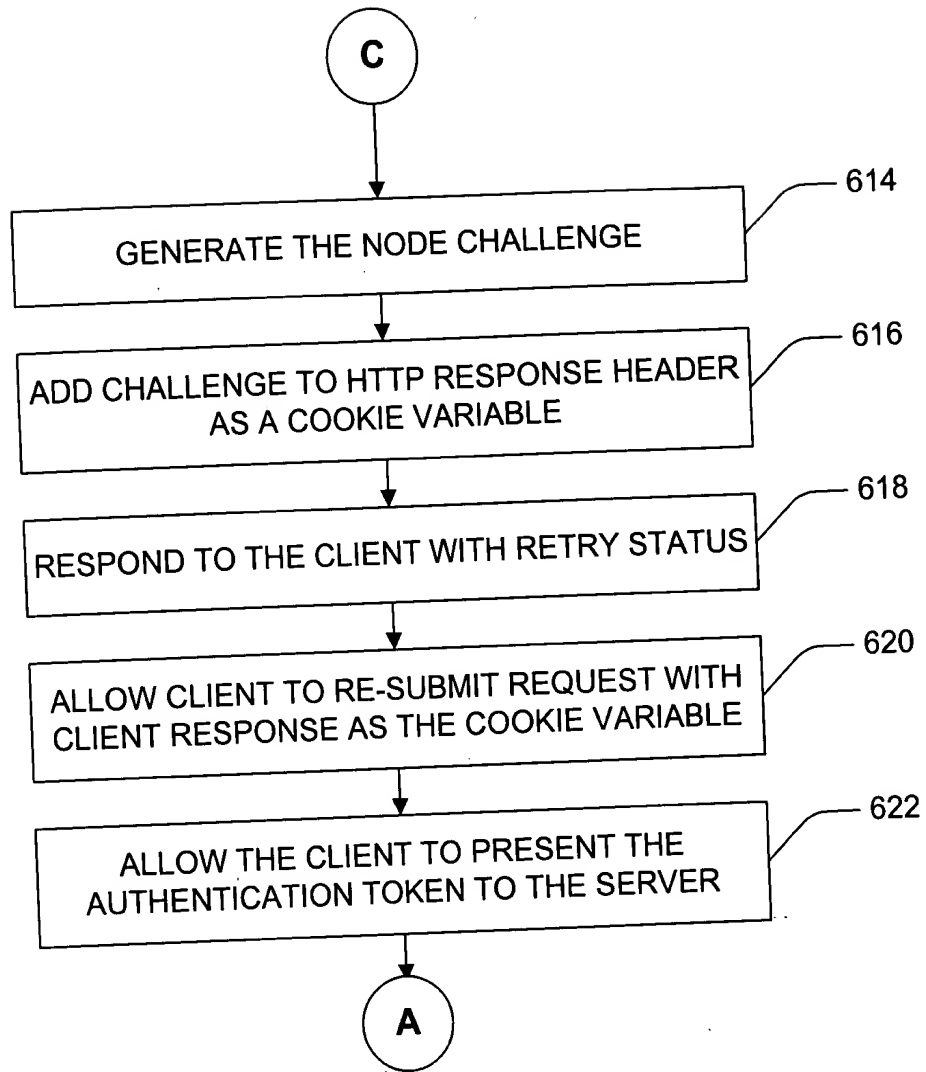 C
614
GENERATE THE NODE CHALLENGE
616
ADD CHALLENGE TO HTTP RESPONSE HEADER
AS A COOKIE VARIABLE
618
RESPOND TO THE CLIENT WITH RETRY STATUS
620
ALLOW CLIENT TO RE-SUBMIT REQUEST WITH
CLIENT RESPONSE AS THE COOKIE VARIABLE
622
ALLOW THE CLIENT TO PRESENT THE
AUTHENTICATION TOKEN TO THE SERVER
A